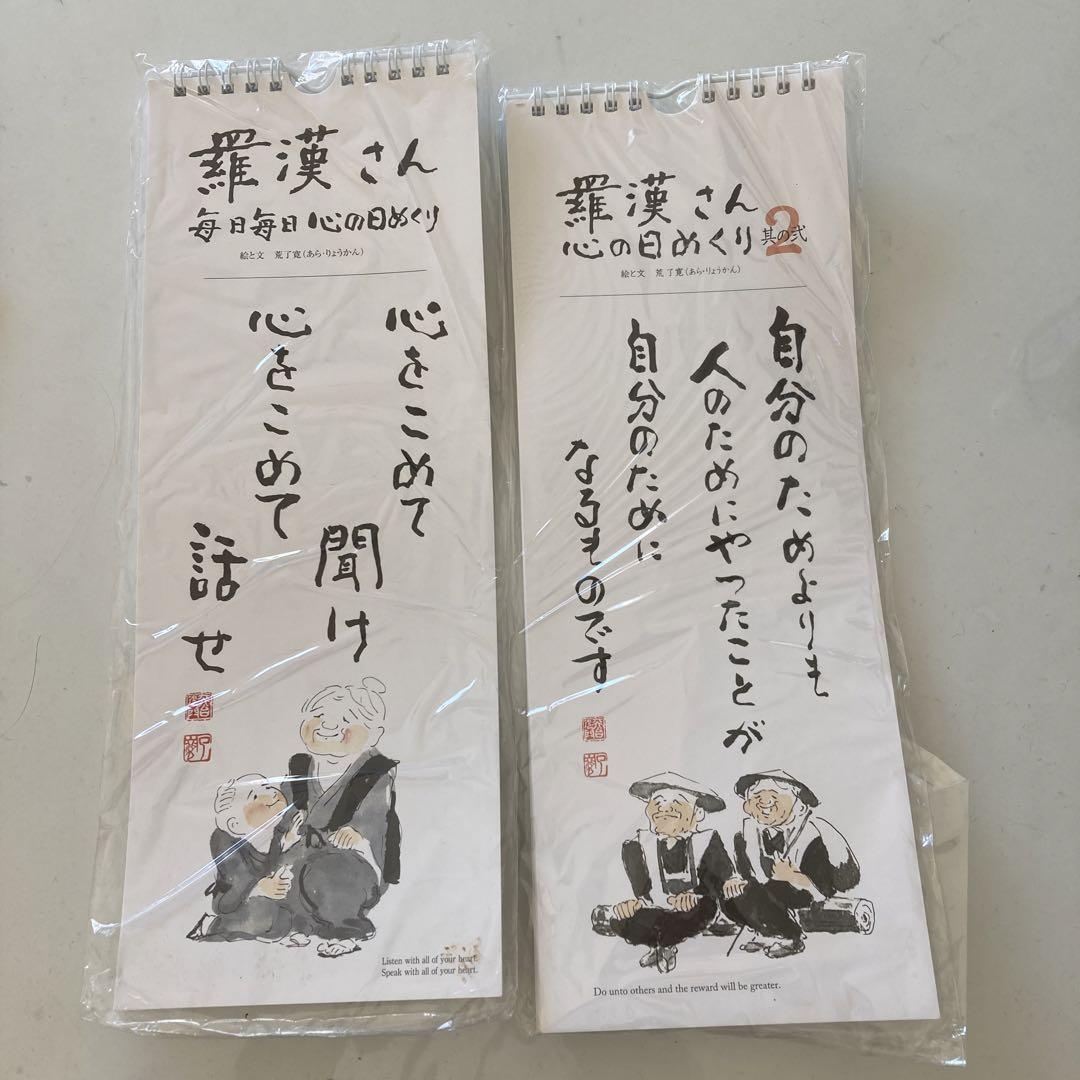 羅漢さん
毎日毎日 心の日めくり
絵と文 荒了寛(あら・りょうかん)
心をこめて
聞け
心をこめて
話せ
Listen with all of your heart.
Speak with all of your heart.
羅漢さん
心の日めくり 其の弐
2
絵と文 荒了寛(あら・りょうかん)
自分のためよりも
人のためにやったことが
自分のために
なるものです。
Do unto others and the reward will be greater.